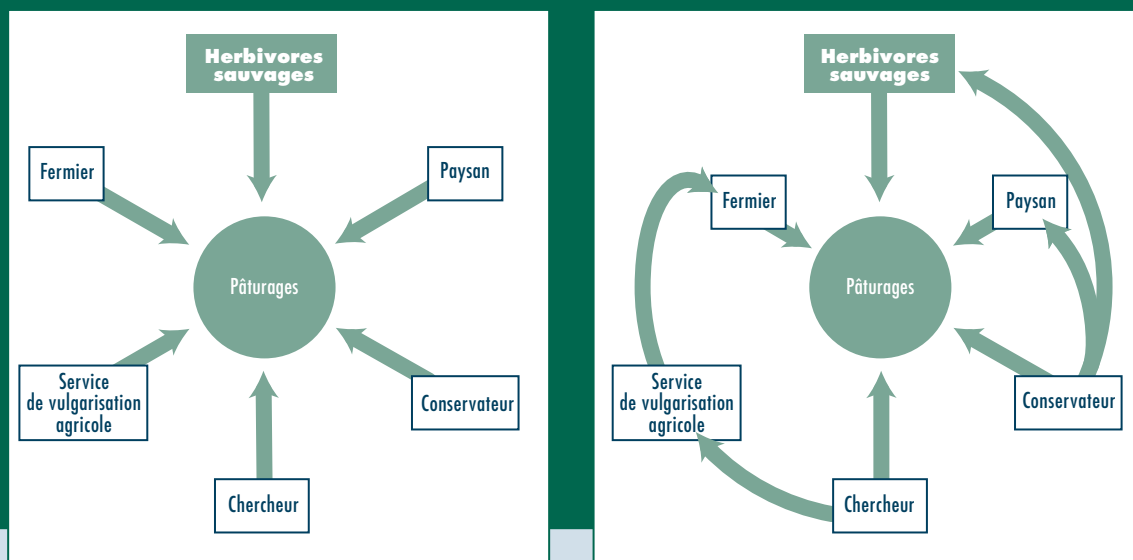 Herbivores
sauvages
Fermier
Paysan
Pâturages
Service
de vulgarisation
agricole
Conservateur
Chercheur
Herbivores
sauvages
Fermier
Paysan
Pâturages
Service
de vulgarisation
agricole
Conservateur
Chercheur